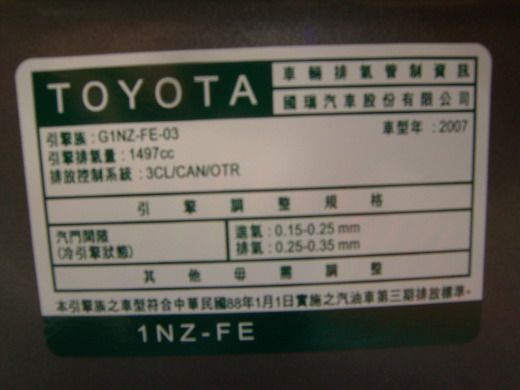 TOYOTA
車輛排氣管制資訊
國瑞汽車股份有限公司
引擎族：G1NZ-FE-03
車型年：2007
引擎排氣量：1497cc
排放控制系統：3CL/CAN/OTR
引擎調整規格
汽門間隙
(冷引擎狀態)
進氣：0.15-0.25 mm
排氣：0.25-0.35 mm
其他毋需調整
本引擎族之車型符合中華民國88年1月1日實施之汽油車第三期排放標準。
1NZ-FE